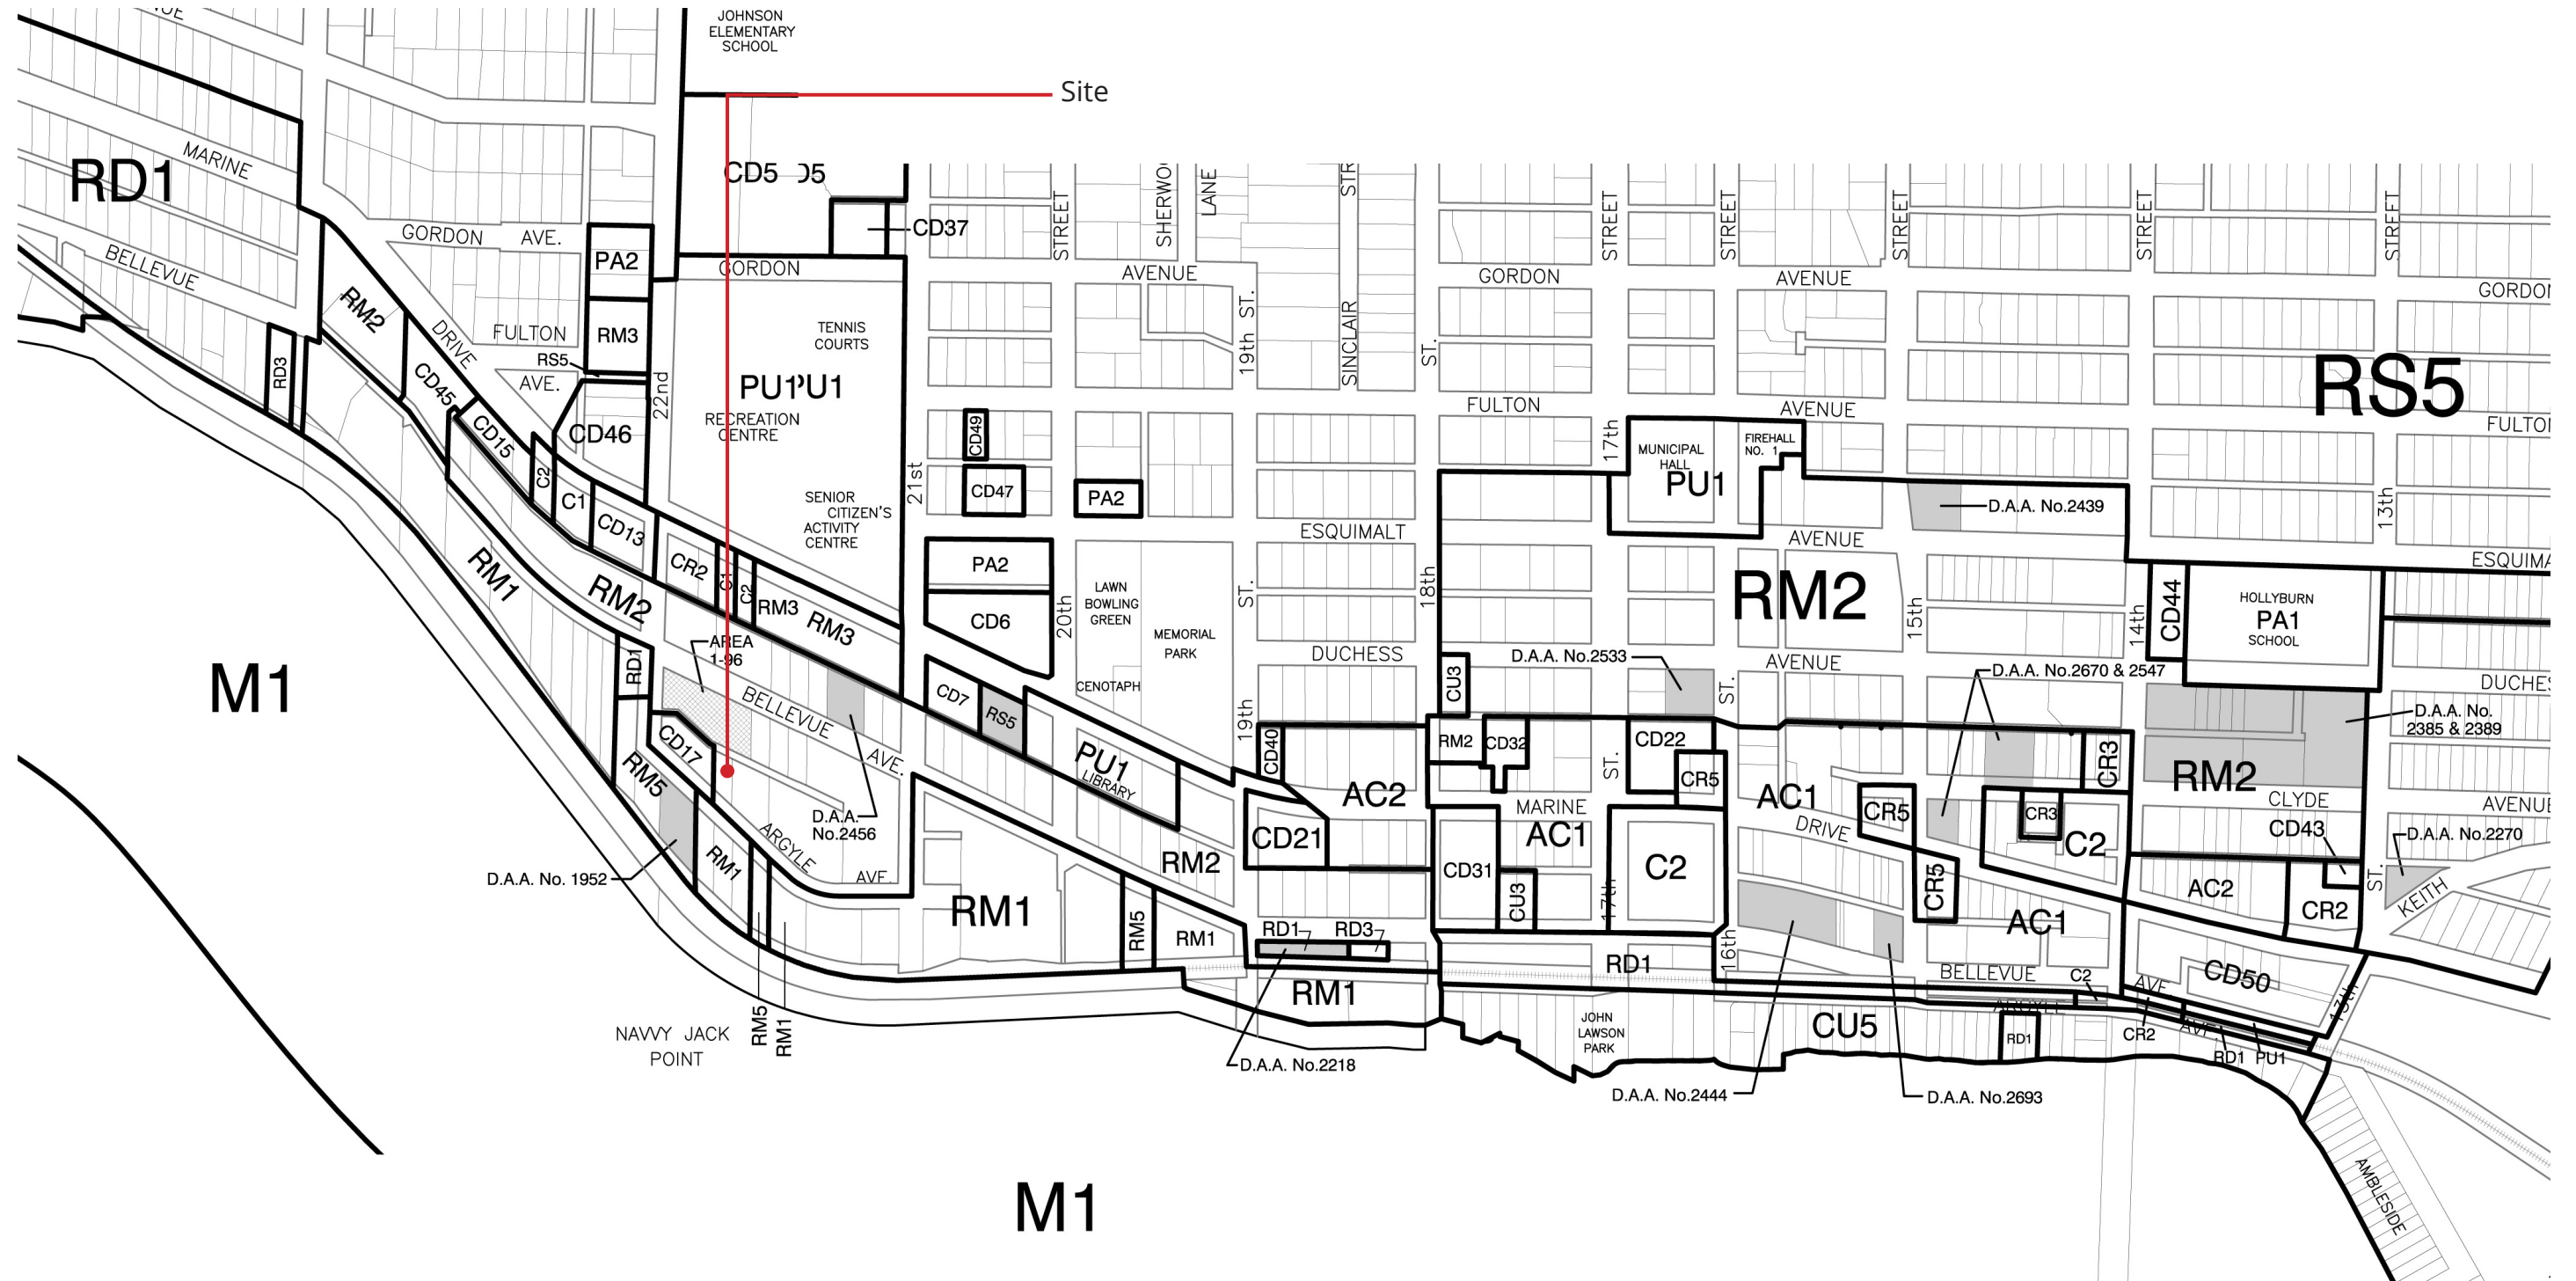 JOHNSON
ELEMENTARY
SCHOOL
Site
RD1
MARINE
BELLEVUE
GORDON AVE.
PA2
RM3
FULTON
RS5
AVE.
DRIVE
RM2
CD45
CD15
C2
C1
CD13
CD46
22nd
RD3
CD5
CD37
GORDON
TENNIS
COURTS
PU1
RECREATION
CENTRE
SENIOR
CITIZEN'S
ACTIVITY
CENTRE
21st
CR2
C1
C2
RM3
RM3
RM1
RM2
AREA
1-96
RD1
BELLEVUE
AVE.
CD17
RM5
D.A.A.
No.2456
ARGYLE
AVE.
D.A.A. No. 1952
RM1
RM5
RM1
M1
NAVVY JACK
POINT
M1
STREET
LANE
AVENUE
19th ST.
SINCLAIR
ST.
CD49
CD47
PA2
PA2
CD6
20th
LAWN
BOWLING
GREEN
MEMORIAL
PARK
CENOTAPH
CD7
RS5
PU1
LIBRARY
RM2
RM1
RM5
RM1
ESQUIMALT
ST.
DUCHESS
19th
18th
CD40
AC2
CD21
RD1
RD3
RM1
D.A.A. No.2218
STREET
STREET
STREET
STREET
STREET
GORDON
AVENUE
FULTON
AVENUE
17th
MUNICIPAL
HALL
PU1
FIREHALL
NO. 1
D.A.A. No.2439
AVENUE
RM2
RS5
13th
15th
14th
CD44
HOLLYBURN
PA1
SCHOOL
D.A.A. No.2533
CU3
AVENUE
ST.
D.A.A. No.2670 & 2547
D.A.A. No.
2385 & 2389
RM2
CD32
ST.
CD22
CR5
MARINE
AC1
CD31
CU3
17th
C2
AC1
DRIVE
CR5
CR5
CR3
CR3
C2
AC1
RM2
CLYDE
AVENUE
CD43
D.A.A. No.2270
AC2
CR2
ST.
KEITH
16th
RD1
BELLEVUE
C2
AVE
CD50
13th
ARGYLE
AVE
CU5
RD1
CR2
RD1
PU1
JOHN
LAWSON
PARK
D.A.A. No.2444
D.A.A. No.2693
AMBLESIDE